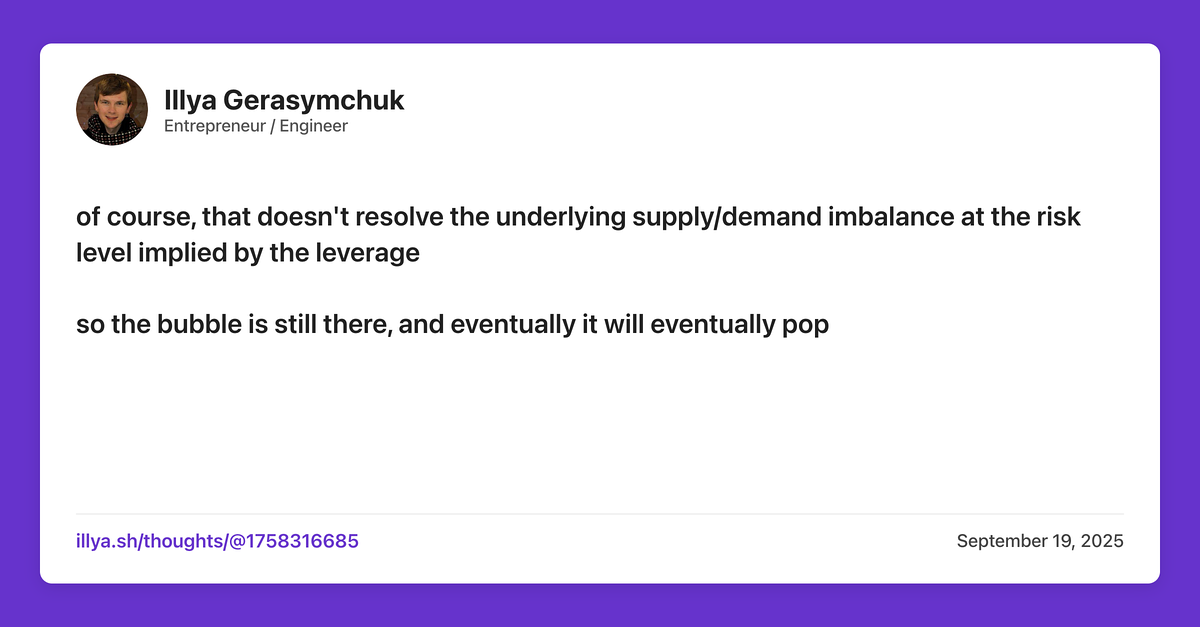 Illya Gerasymchuk
Entrepreneur / Engineer
of course, that doesn't resolve the underlying supply/demand imbalance at the risk
level implied by the leverage
so the bubble is still there, and eventually it will eventually pop
illya.sh/thoughts/@1758316685
September 19, 2025